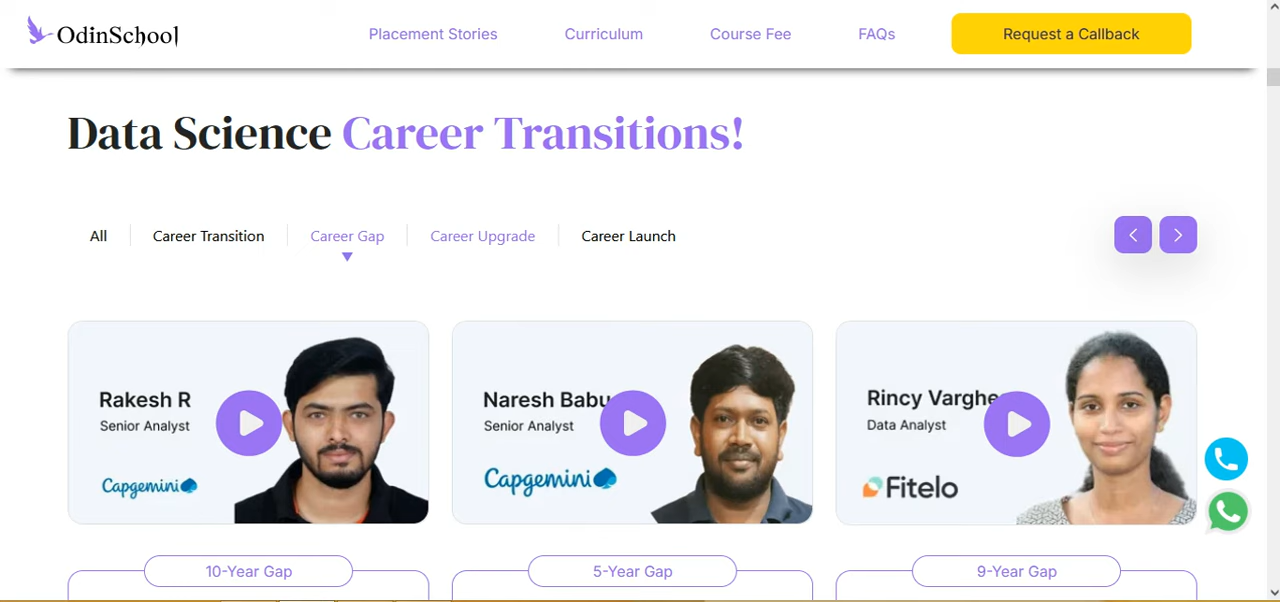 OdinSchool
Placement Stories
Curriculum
Course Fee
FAQs
Request a Callback
Data Science Career Transitions!
All
Career Transition
Career Gap
Career Upgrade
Career Launch
Rakesh R
Senior Analyst
Capgemini
Naresh Babu
Senior Analyst
Capgemini
Rincy Varghe
Data Analyst
Fitelo
10-Year Gap
5-Year Gap
9-Year Gap